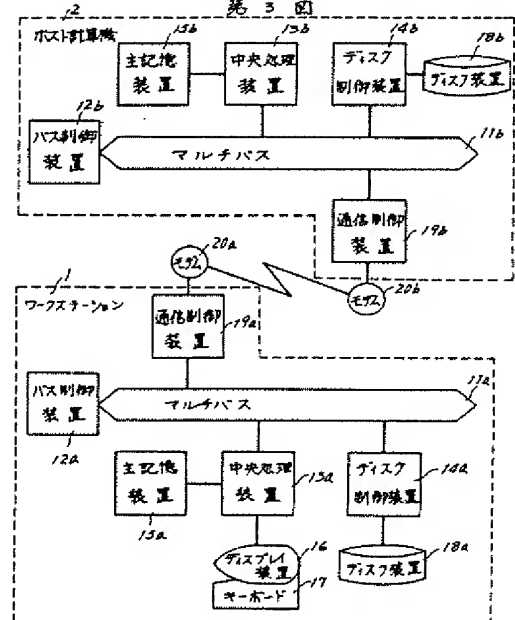 第3図
2
ホスト計算機
15b
主記憶
装置
13b
中央処理
装置
14b
ディスク
制御装置
18b
ディスク装置
12b
バス制御
装置
マルチバス
11b
通信制御
装置
19b
20a
モデム
モデム
20b
1
ワークステーション
通信制御
装置
19a
バス制御
装置
12a
マルチバス
11a
主記憶
装置
15a
中央処理
装置
13a
ディスク
制御装置
14a
ディスプレイ
装置
16
キーボード
17
ディスク装置
18a